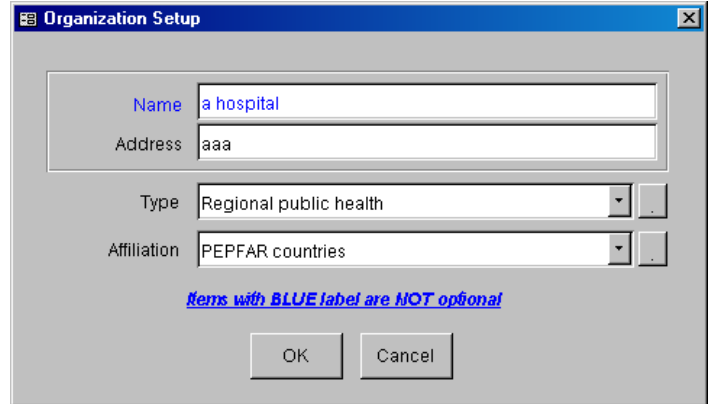 Organization Setup
Name a hospital
Address aaa
Type Regional public health .
Affiliation PEPFAR countries .
Items with BLUE label are NOT optional
OK Cancel